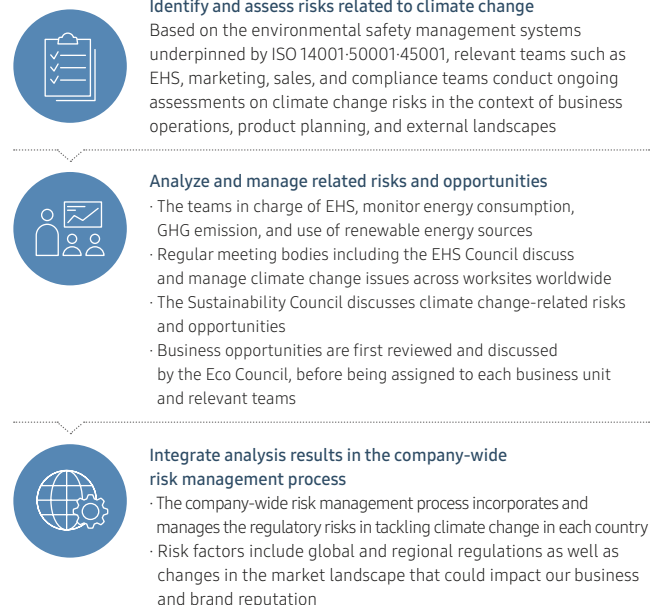 Identify and assess risks related to climate change
Based on the environmental safety management systems
underpinned by ISO 14001·50001·45001, relevant teams such as
EHS, marketing, sales, and compliance teams conduct ongoing
assessments on climate change risks in the context of business
operations, product planning, and external landscapes
Analyze and manage related risks and opportunities
· The teams in charge of EHS, monitor energy consumption,
GHG emission, and use of renewable energy sources
· Regular meeting bodies including the EHS Council discuss
and manage climate change issues across worksites worldwide
· The Sustainability Council discusses climate change-related risks
and opportunities
· Business opportunities are first reviewed and discussed
by the Eco Council, before being assigned to each business unit
and relevant teams
Integrate analysis results in the company-wide
risk management process
· The company-wide risk management process incorporates and
manages the regulatory risks in tackling climate change in each country
· Risk factors include global and regional regulations as well as
changes in the market landscape that could impact our business
and brand reputation